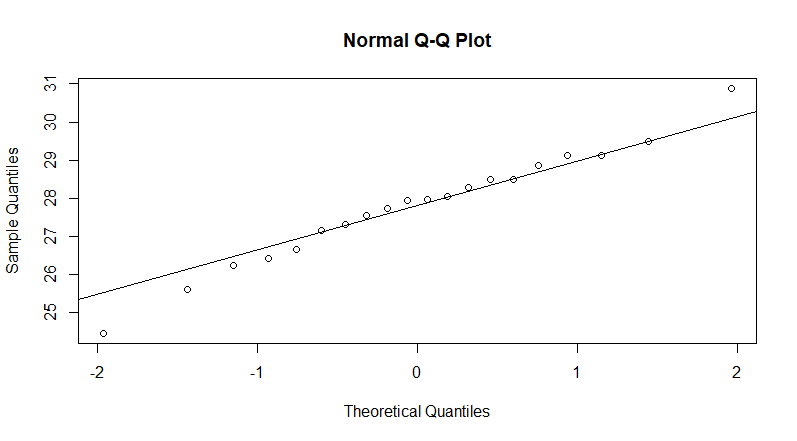 Normal Q-Q Plot
Sample Quantiles
31
30
29
28
27
26
25
-2 -1 0 1 2
Theoretical Quantiles